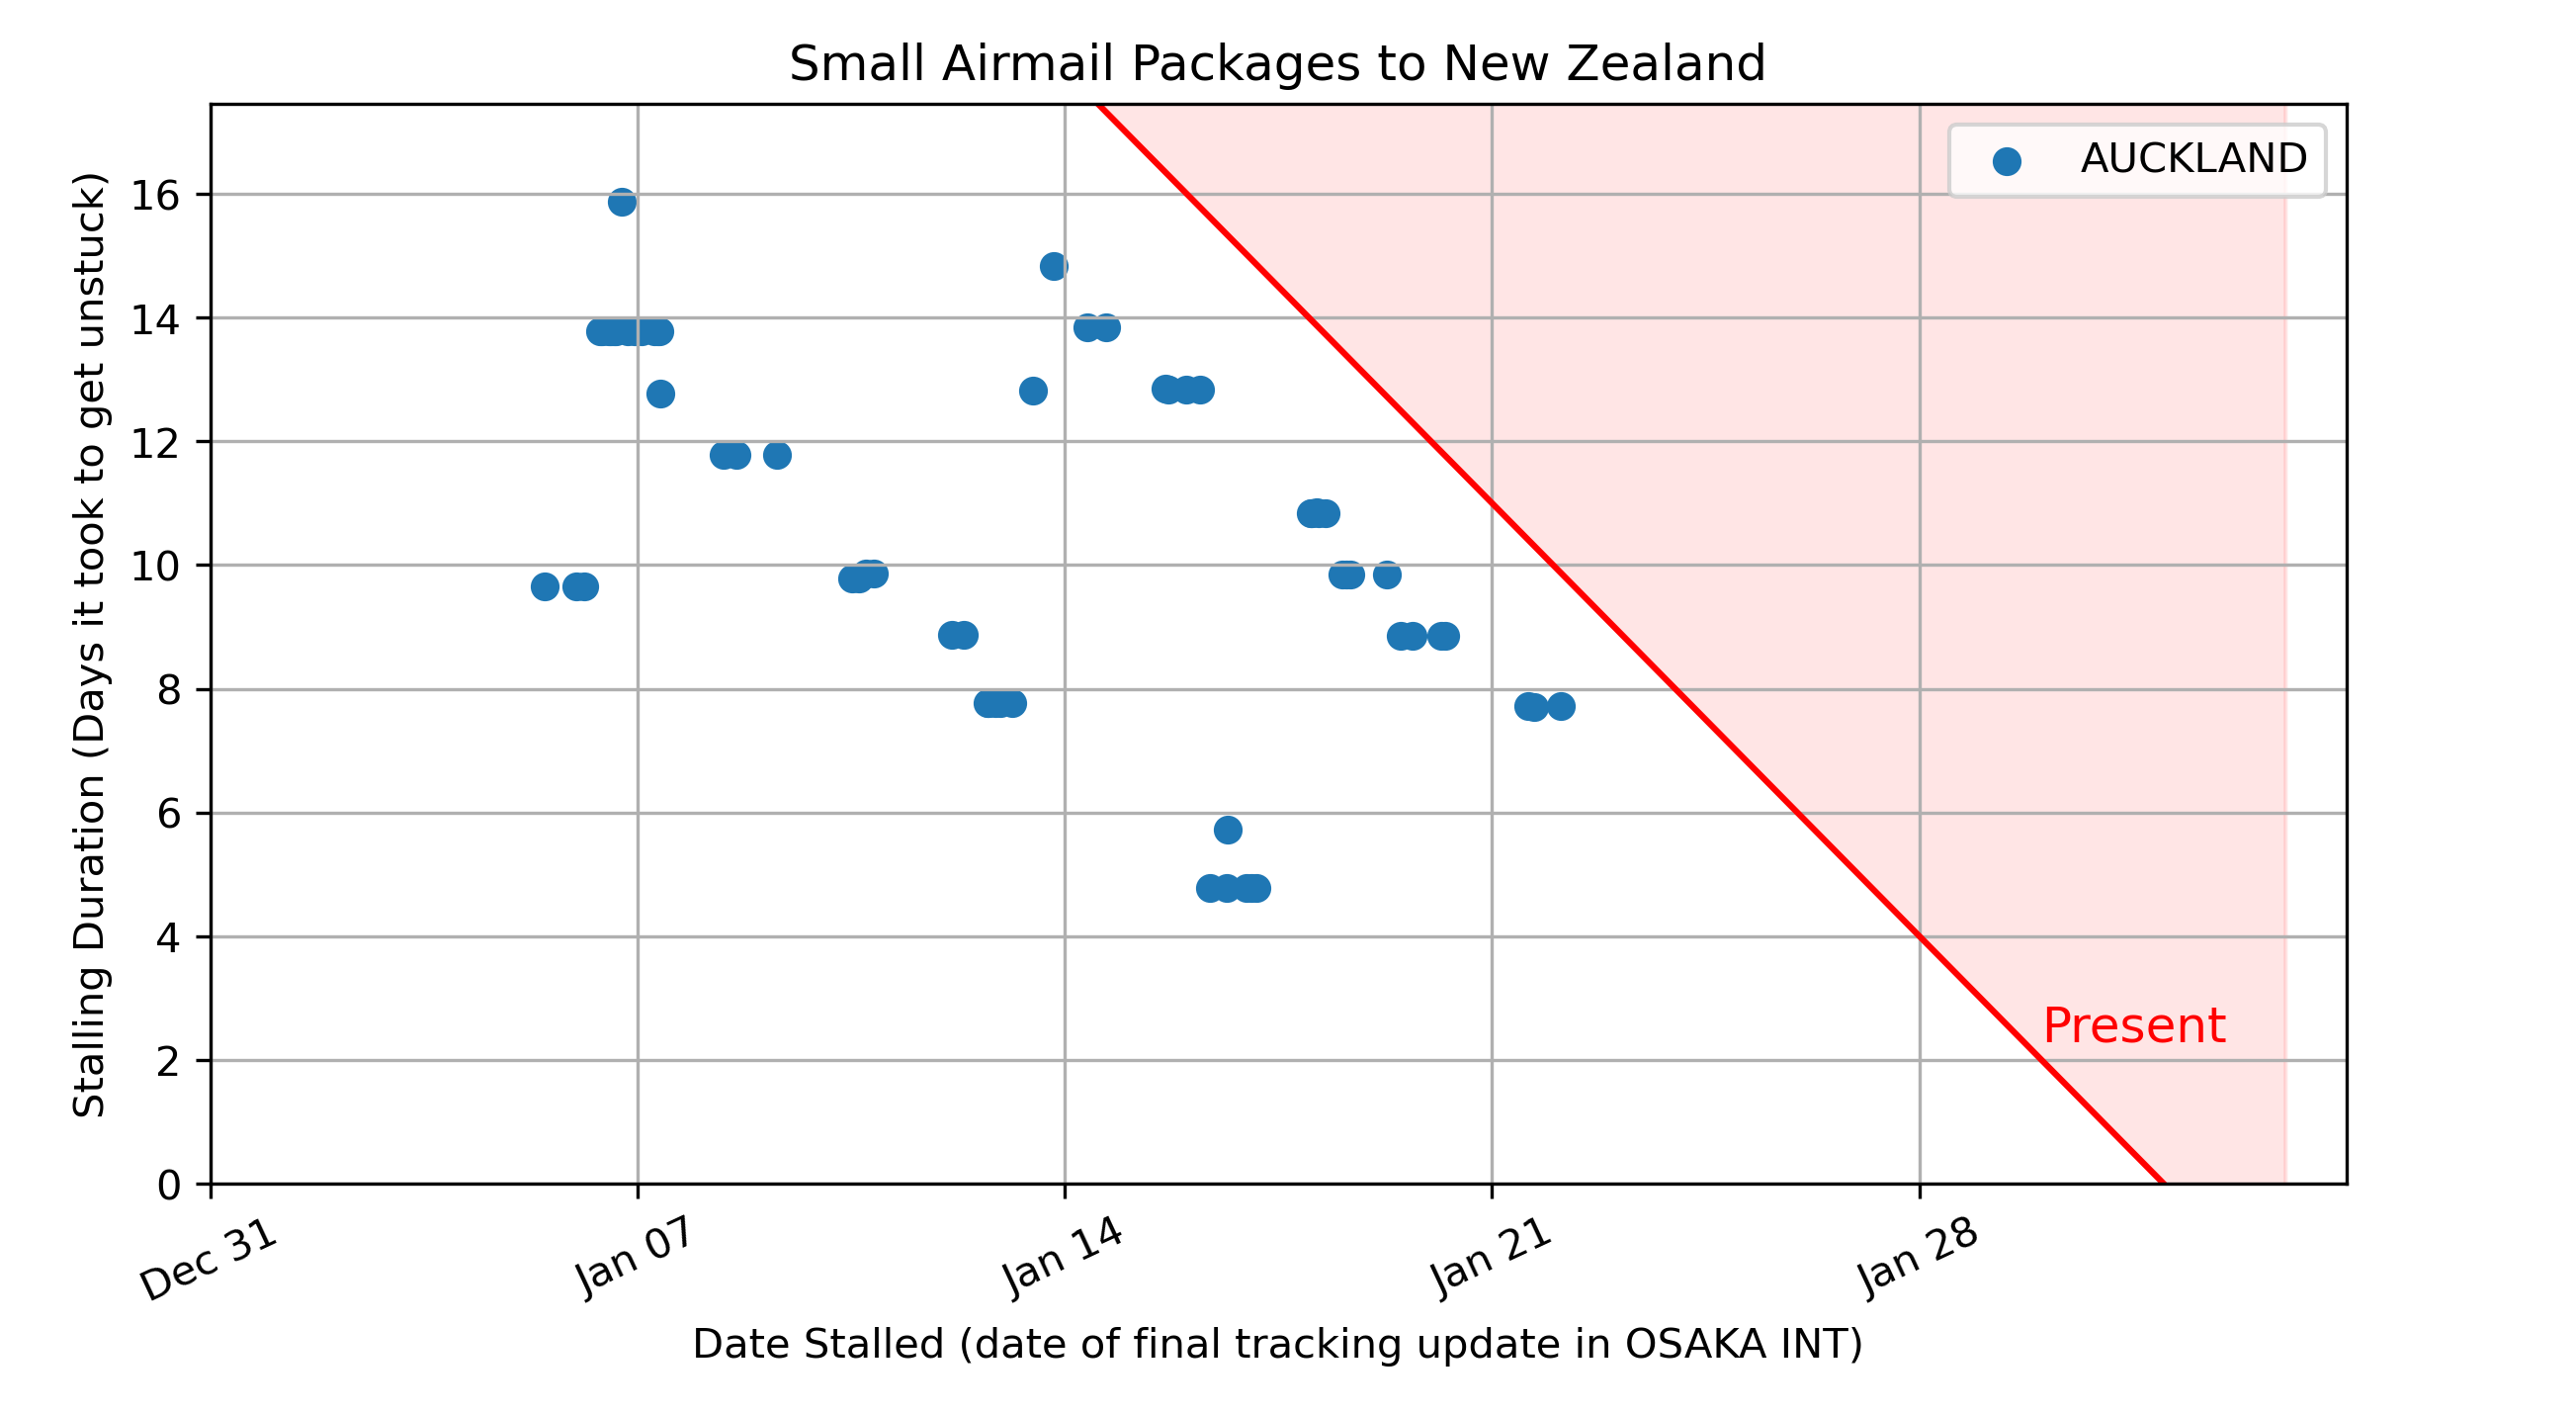 Small Airmail Packages to New Zealand
AUCKLAND
Stalling Duration (Days it took to get unstuck)
16
14
12
10
8
6
4
2
0
Present
Dec 31
Jan 07
Jan 14
Jan 21
Jan 28
Date Stalled (date of final tracking update in OSAKA INT)